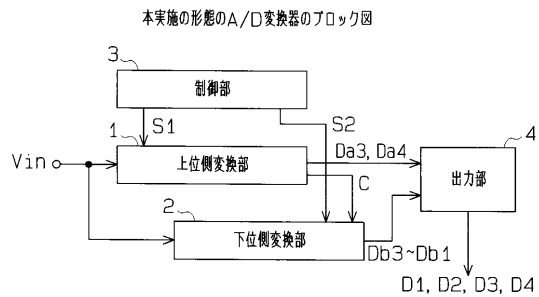 本実施の形態のA/D変換器のブロック図
3
制御部
S1
S2
1
上位側変換部
Vin
Da3, Da4
C
4
出力部
2
下位側変換部
Db3~Db1
D1, D2, D3, D4